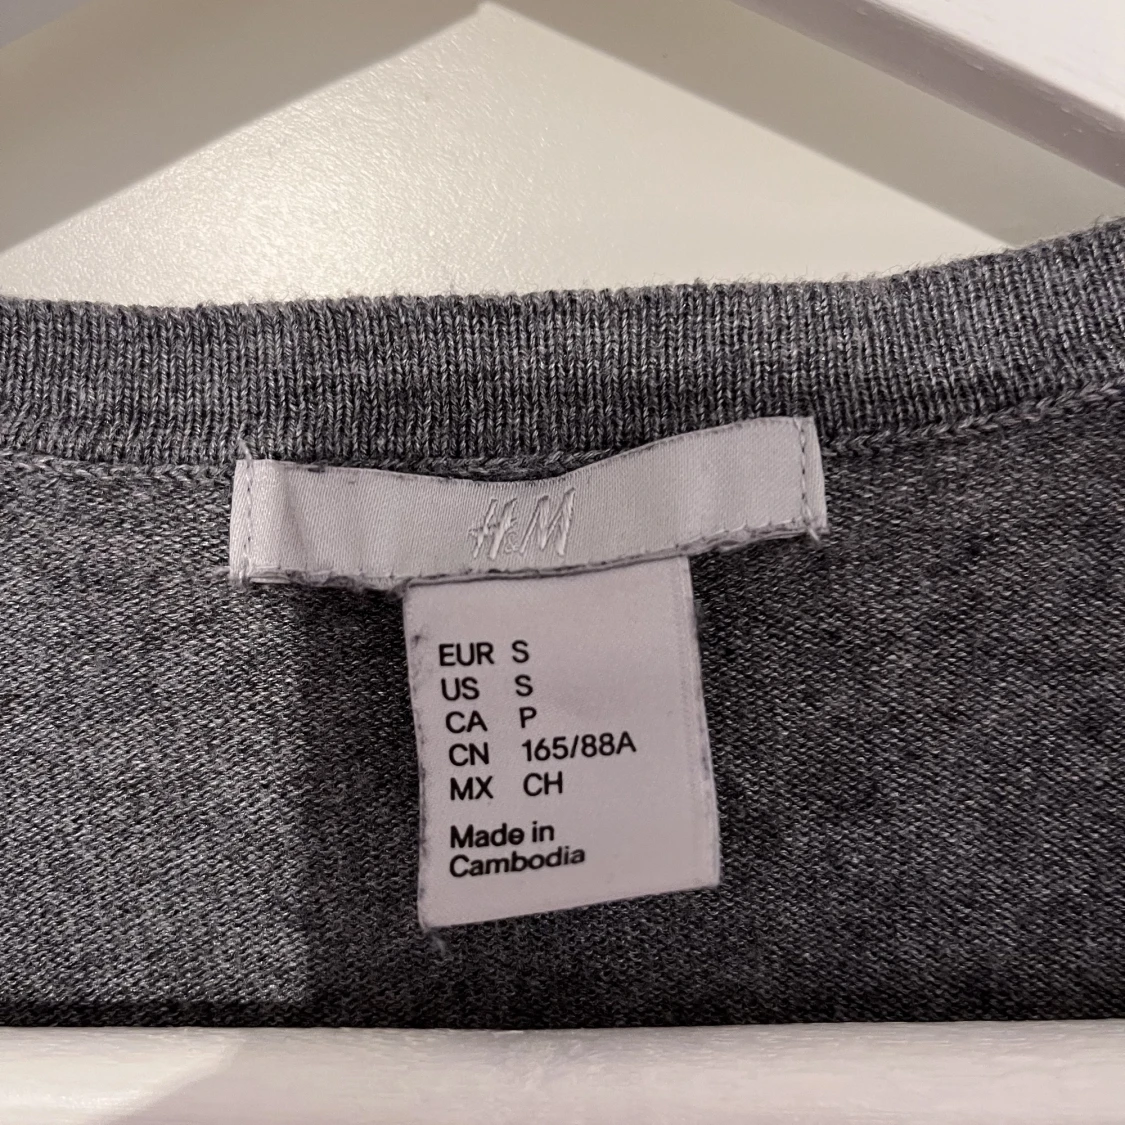 H&M
EUR S
US S
CA P
CN 165/88A
MX CH
Made in
Cambodia